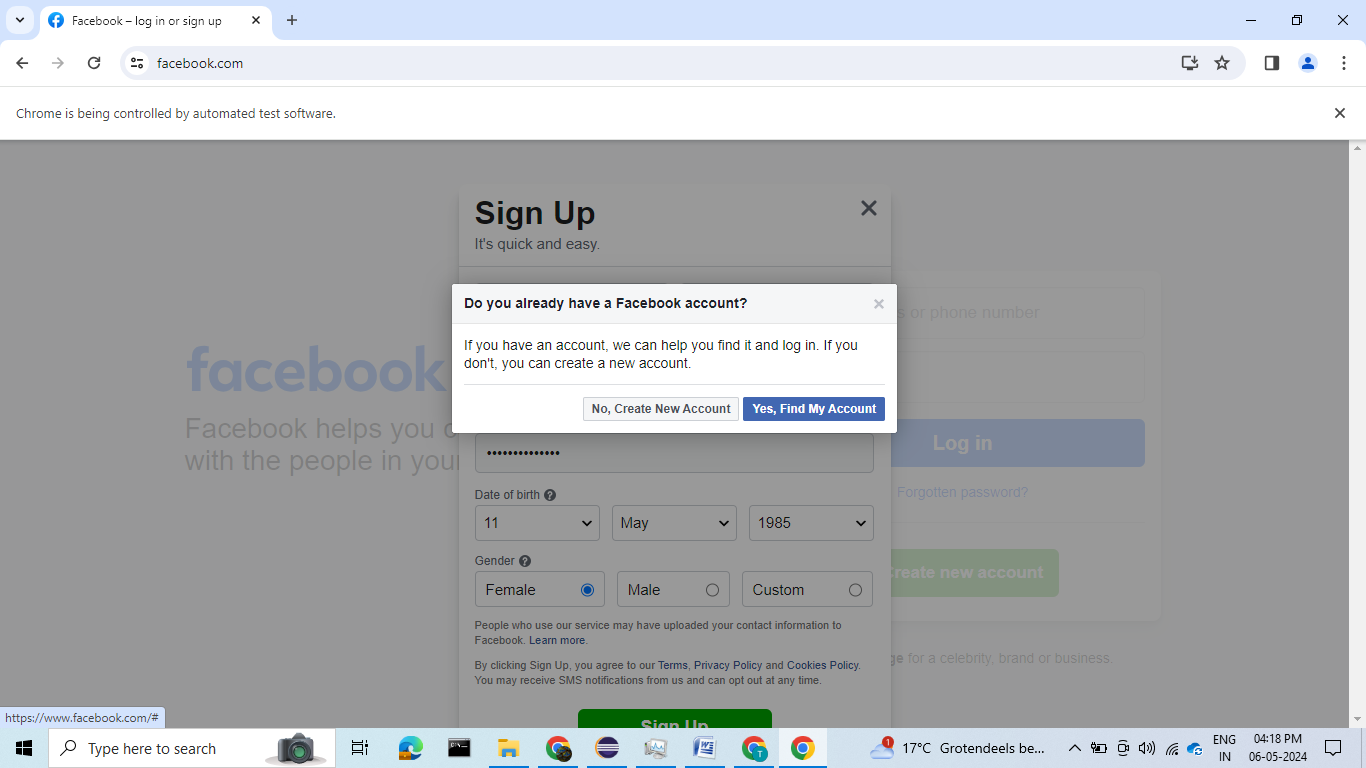 Facebook – log in or sign up
facebook.com
Chrome is being controlled by automated test software.
Sign Up
It's quick and easy.
Do you already have a Facebook account?
If you have an account, we can help you find it and log in. If you
don't, you can create a new account.
No, Create New Account Yes, Find My Account
s or phone number
facebook
Facebook helps you
with the people in your
Log in
Forgotten password?
Date of birth
11 May 1985
Gender
Female Male Custom
Create new account
People who use our service may have uploaded your contact information to
Facebook. Learn more.
for a celebrity, brand or business.
By clicking Sign Up, you agree to our Terms, Privacy Policy and Cookies Policy.
You may receive SMS notifications from us and can opt out at any time.
Sign Up
https://www.facebook.com/#
Type here to search
1
17°C Grotendeels be...
ENG
IN
04:18 PM
06-05-2024